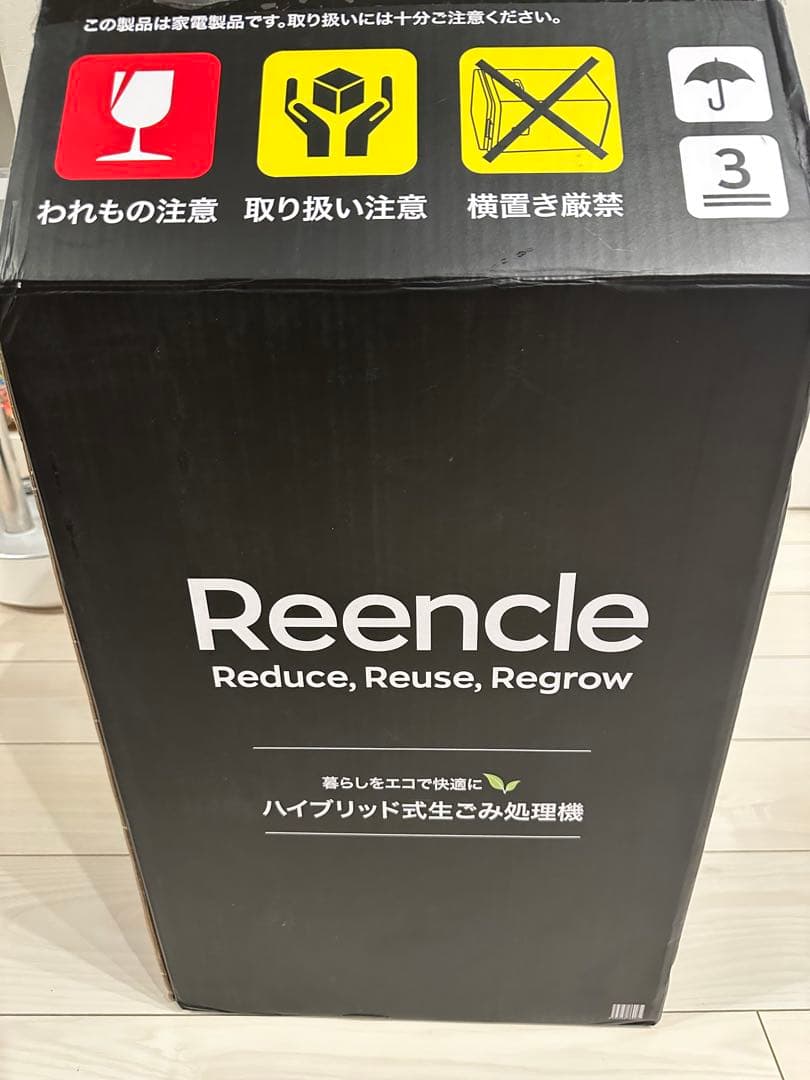 この製品は家電製品です。取り扱いには十分ご注意ください。
われもの注意 取り扱い注意 横置き厳禁
3
Reencle
Reduce, Reuse, Regrow
暮らしをエコで快適に
ハイブリッド式生ごみ処理機